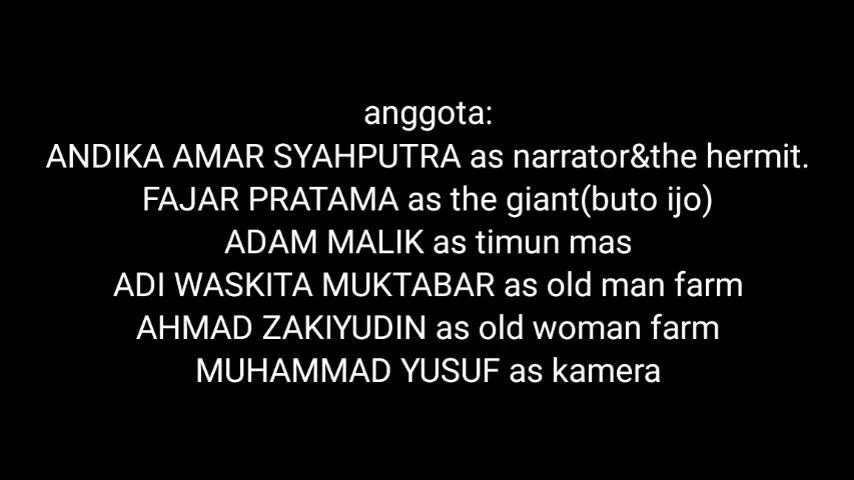 anggota:
ANDIKA AMAR SYAHPUTRA as narrator&the hermit.
FAJAR PRATAMA as the giant(buto ijo)
ADAM MALIK as timun mas
ADI WASKITA MUKTABAR as old man farm
AHMAD ZAKIYUDIN as old woman farm
MUHAMMAD YUSUF as kamera